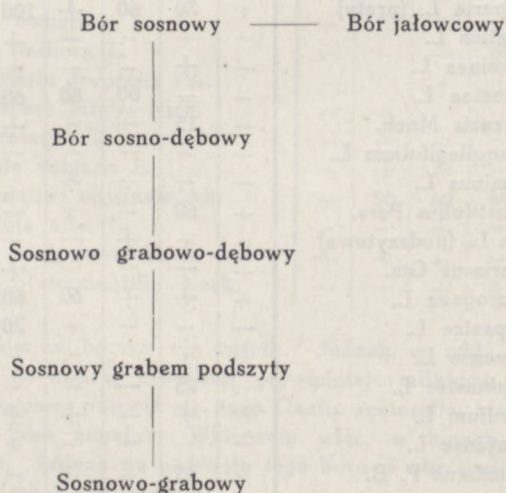 Bór sosnowy Bór jałowcowy
Bór sosno-dębowy
Sosnowo grabowo-dębowy
Sosnowy grabem podszyty
Sosnowo-grabowy